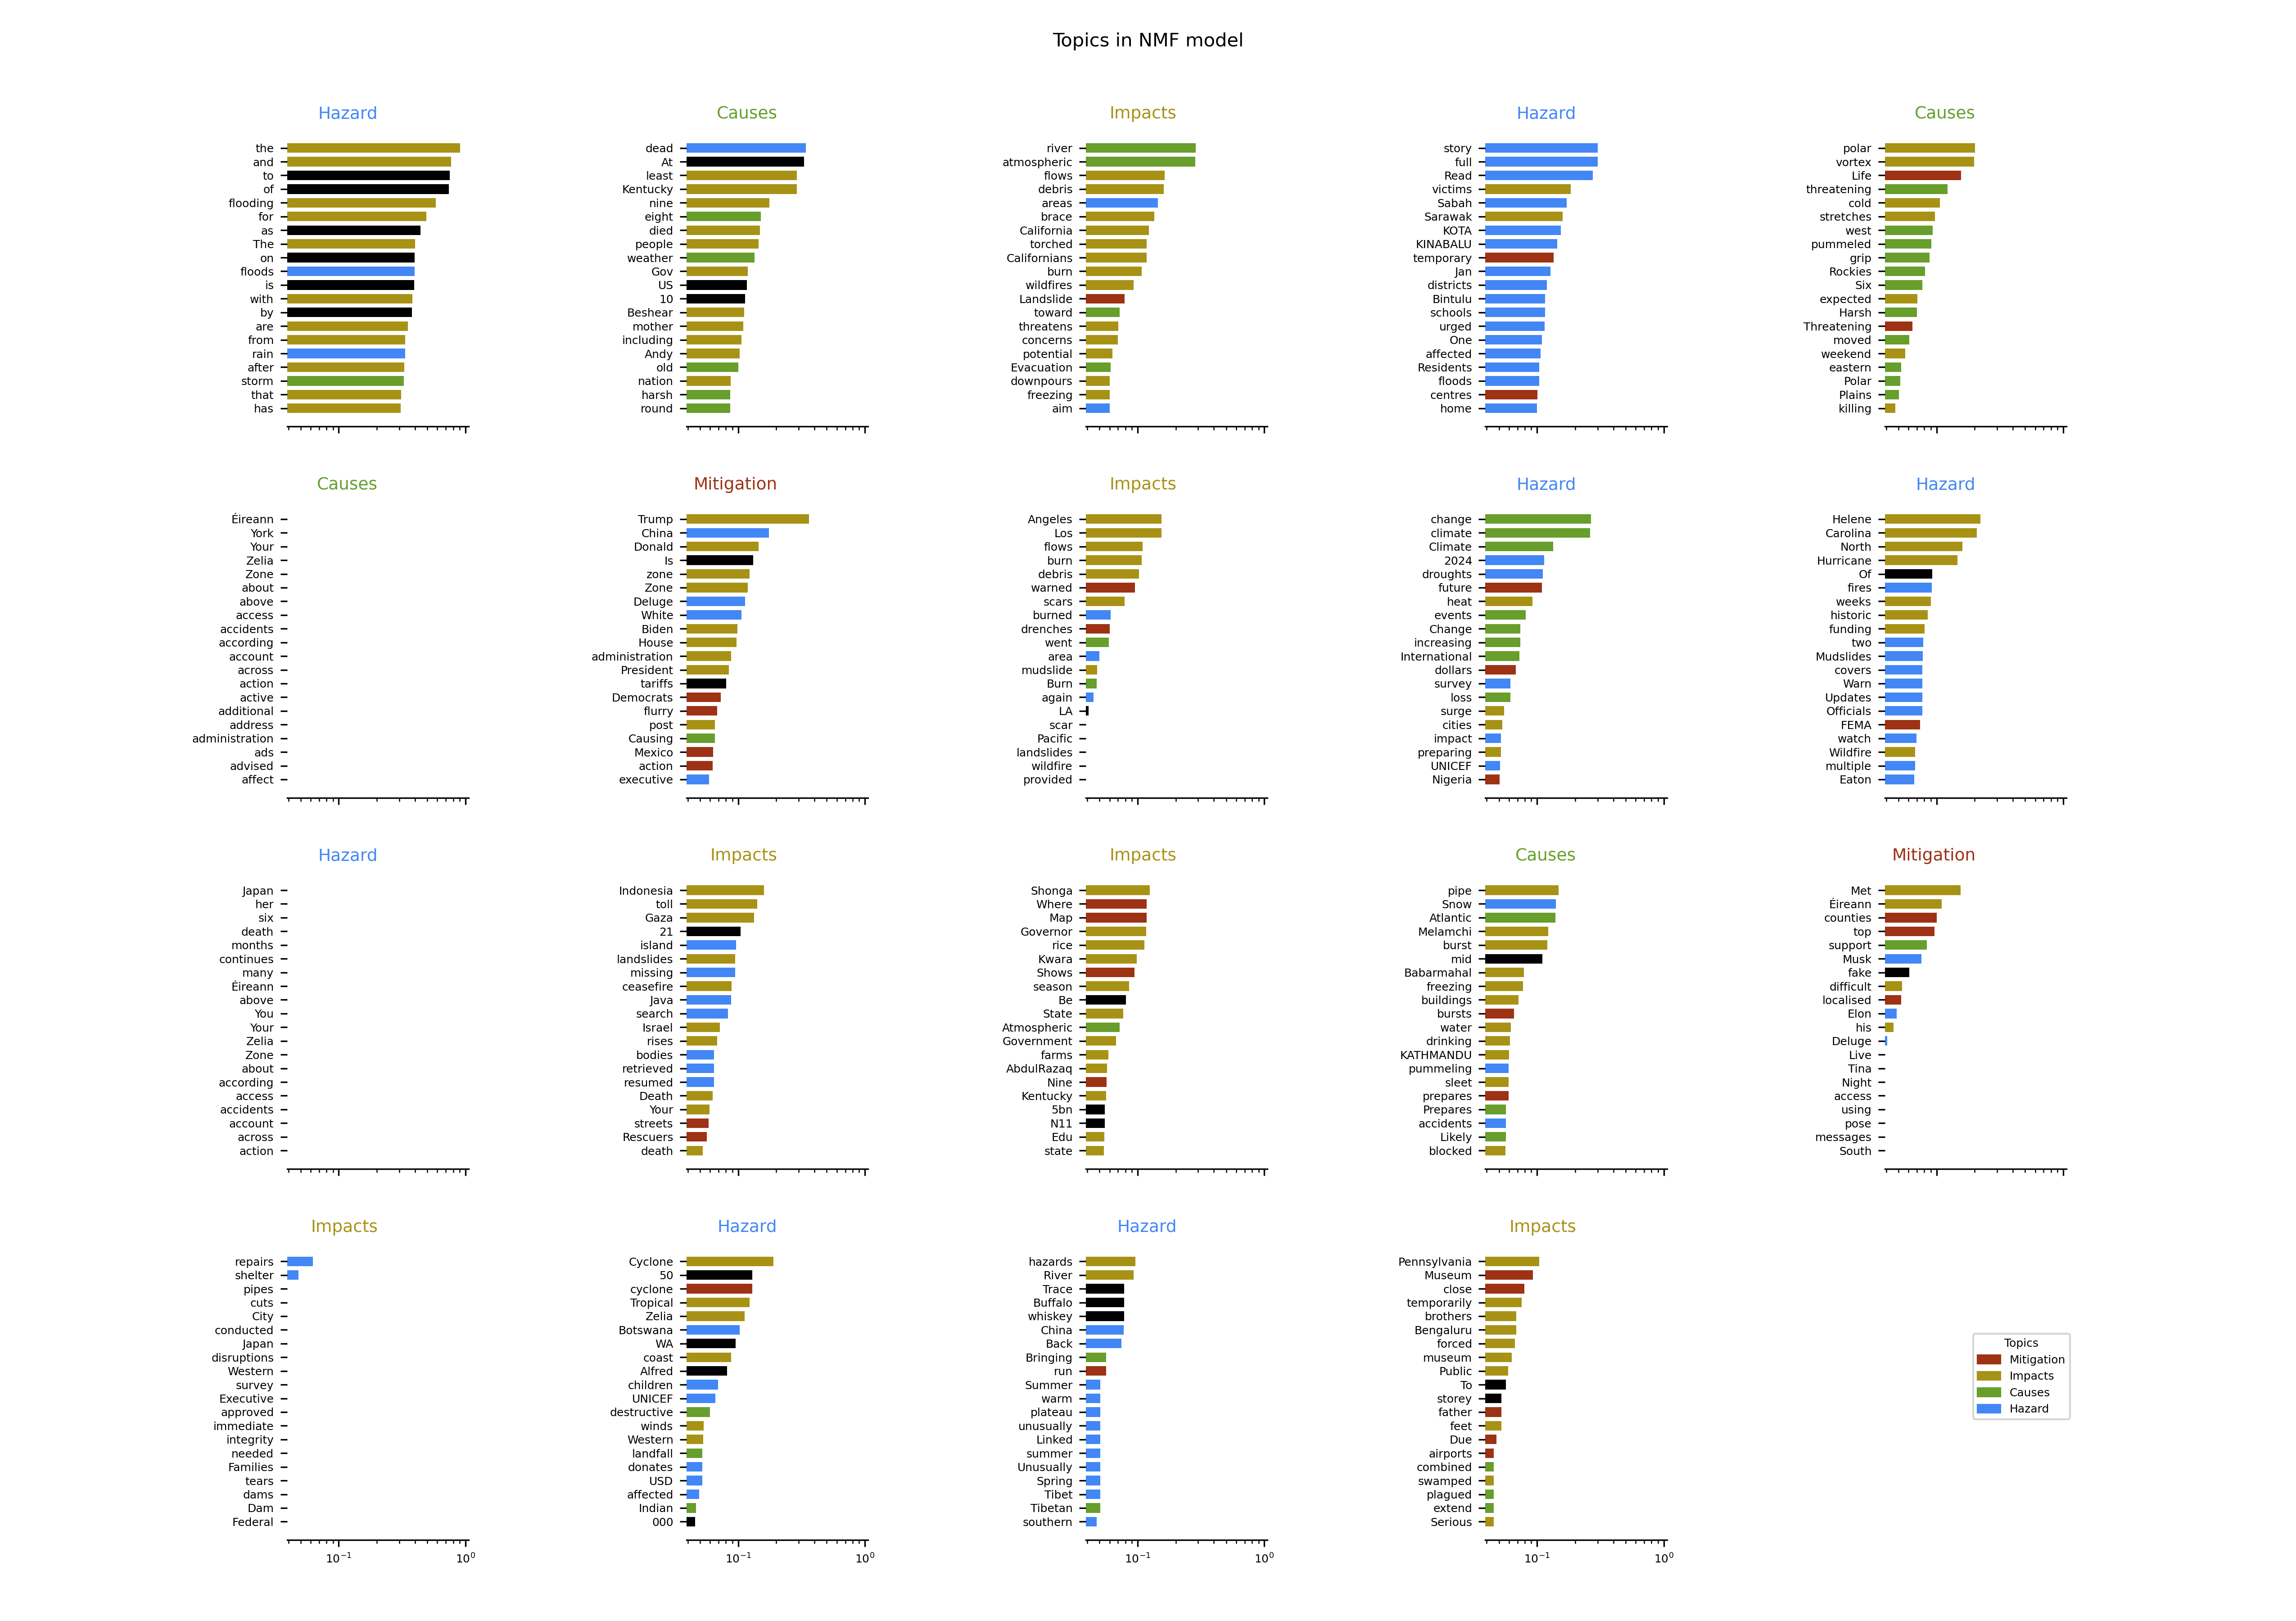 Topics in NMF model
Hazard
the
and
to
of
flooding
for
as
The
on
floods
is
with
by
are
from
rain
after
storm
that
has
Causes
dead
At
least
Kentucky
nine
eight
died
people
weather
Gov
US
10
Beshear
mother
including
Andy
old
nation
harsh
round
Impacts
river
atmospheric
flows
debris
areas
brace
California
torched
Californians
burn
wildfires
Landslide
toward
threatens
concerns
potential
Evacuation
downpours
freezing
aim
Hazard
story
full
Read
victims
Sabah
Sarawak
KOTA
KINABALU
temporary
Jan
districts
Bintulu
schools
urged
One
affected
Residents
floods
centres
home
Causes
polar
vortex
Life
threatening
cold
stretches
west
pummeled
grip
Rockies
Six
expected
Harsh
Threatening
moved
weekend
eastern
Polar
Plains
killing
Causes
Éireann
York
Your
Zelia
Zone
about
above
access
accidents
according
account
across
action
active
additional
address
administration
ads
advised
affect
Mitigation
Trump
China
Donald
Is
zone
Zone
Deluge
White
Biden
House
administration
President
tariffs
Democrats
flurry
post
Causing
Mexico
action
executive
Impacts
Angeles
Los
flows
burn
debris
warned
scars
burned
drenches
went
area
mudslide
Burn
again
LA
scar
Pacific
landslides
wildfire
provided
Hazard
change
climate
Climate
2024
droughts
future
heat
events
Change
increasing
International
dollars
survey
loss
surge
cities
impact
preparing
UNICEF
Nigeria
Hazard
Helene
Carolina
North
Hurricane
Of
fires
weeks
historic
funding
two
Mudslides
covers
Warn
Updates
Officials
FEMA
watch
Wildfire
multiple
Eaton
Hazard
Japan
her
six
death
months
continues
many
Éireann
above
You
Your
Zelia
Zone
about
according
access
accidents
account
across
action
Impacts
Indonesia
toll
Gaza
21
island
landslides
missing
ceasefire
Java
search
Israel
rises
bodies
retrieved
resumed
Death
Your
streets
Rescuers
death
Impacts
Shonga
Where
Map
Governor
rice
Kwara
Shows
season
Be
State
Atmospheric
Government
farms
AbdulRazaq
Nine
Kentucky
5bn
N11
Edu
state
Causes
pipe
Snow
Atlantic
Melamchi
burst
mid
Babarmahal
freezing
buildings
bursts
water
drinking
KATHMANDU
pummeling
sleet
prepares
Prepares
accidents
Likely
blocked
Mitigation
Met
Éireann
counties
top
support
Musk
fake
difficult
localised
Elon
his
Deluge
Live
Tina
Night
access
using
pose
messages
South
Impacts
repairs
shelter
pipes
cuts
City
conducted
Japan
disruptions
Western
survey
Executive
approved
immediate
integrity
needed
Families
tears
dams
Dam
Federal
10⁻¹ 10⁰
Hazard
Cyclone
50
cyclone
Tropical
Zelia
Botswana
WA
coast
Alfred
children
UNICEF
destructive
winds
Western
landfall
donates
USD
affected
Indian
000
10⁻¹ 10⁰
Hazard
hazards
River
Trace
Buffalo
whiskey
China
Back
Bringing
run
Summer
warm
plateau
unusually
Linked
summer
Unusually
Spring
Tibet
Tibetan
southern
10⁻¹ 10⁰
Impacts
Pennsylvania
Museum
close
temporarily
brothers
Bengaluru
forced
museum
Public
To
storey
father
feet
Due
airports
combined
swamped
plagued
extend
Serious
10⁻¹ 10⁰
Topics
Mitigation
Impacts
Causes
Hazard